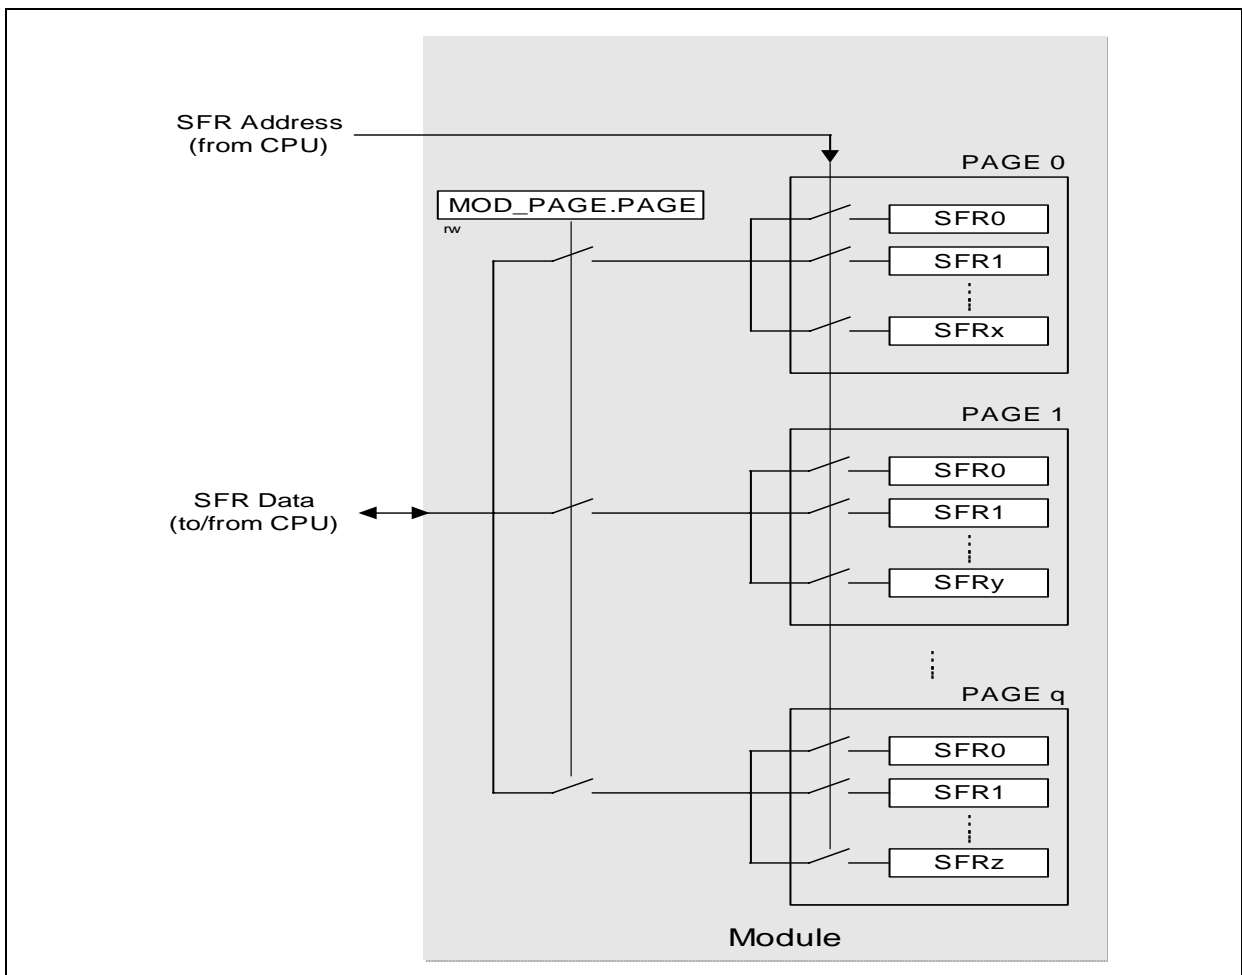 SFR Address
(from CPU)
PAGE 0
MOD_PAGE.PAGE
rw
SFR0
SFR1
SFRx
PAGE 1
SFR0
SFR1
SFRy
SFR Data
(to/from CPU)
PAGE q
SFR0
SFR1
SFRz
Module